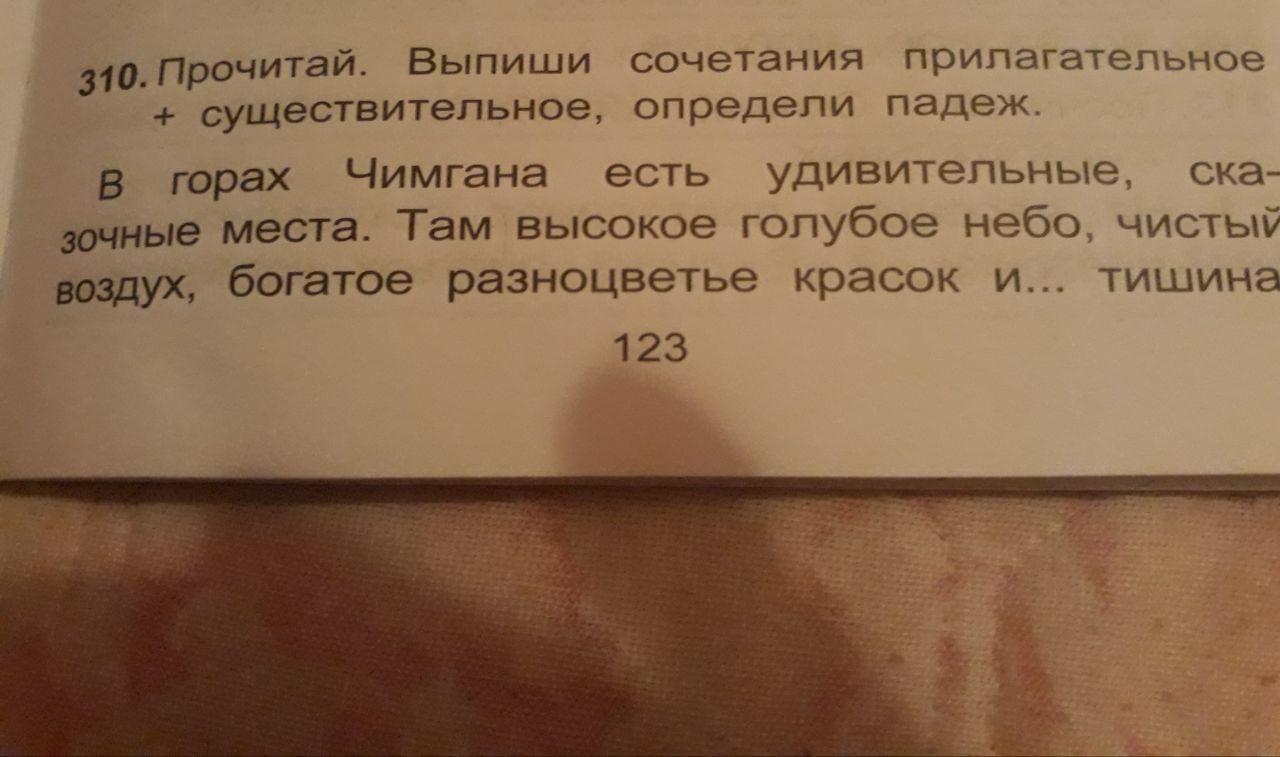 310. Прочитай. Выпиши сочетания прилагательное
+ существительное, определи падеж.
В горах Чимгана есть удивительные, ска-
зочные места. Там высокое голубое небо, чистый
воздух, богатое разноцветье красок и... тишина
123